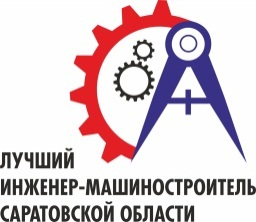 ЛУЧШИЙ
ИНЖЕНЕР-МАШИНОСТРОИТЕЛЬ
САРАТОВСКОЙ ОБЛАСТИ